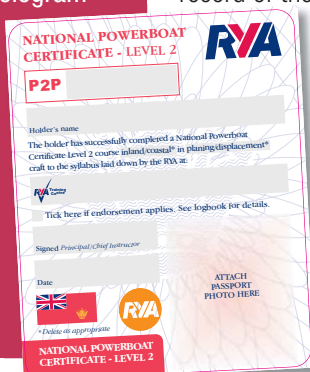 record of the
NATIONAL POWERBOAT
CERTIFICATE - LEVEL 2
RYA
P2P
Holder's name
The holder has successfully completed a National Powerboat
Certificate Level 2 course inland/coastal* in planing/displacement*
craft to the syllabus laid down by the RYA at:
RYA Training
Centre
Tick here if endorsement applies. See logbook for details.
Signed Principal/Chief Instructor
Date
ATTACH
PASSPORT
PHOTO HERE
RYA
*Delete as appropriate
NATIONAL POWERBOAT
CERTIFICATE - LEVEL 2